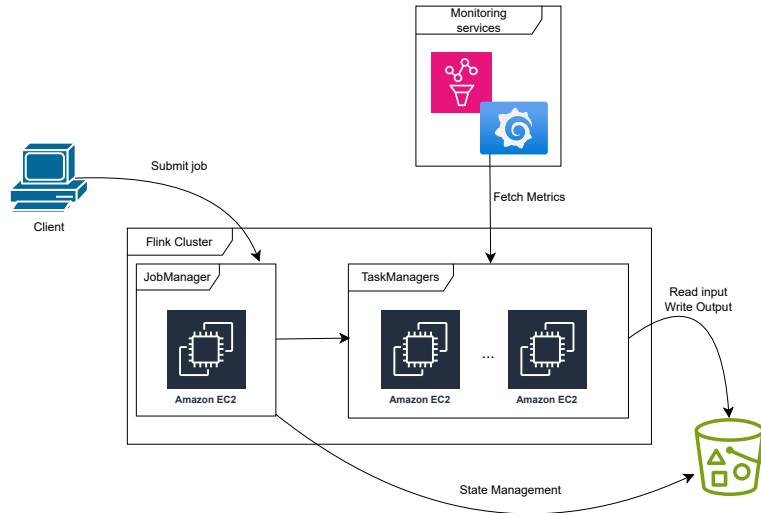 Monitoring
services
Submit job
Client
Fetch Metrics
Flink Cluster
JobManager
TaskManagers
Read input
Write Output
...
Amazon EC2
Amazon EC2
Amazon EC2
State Management